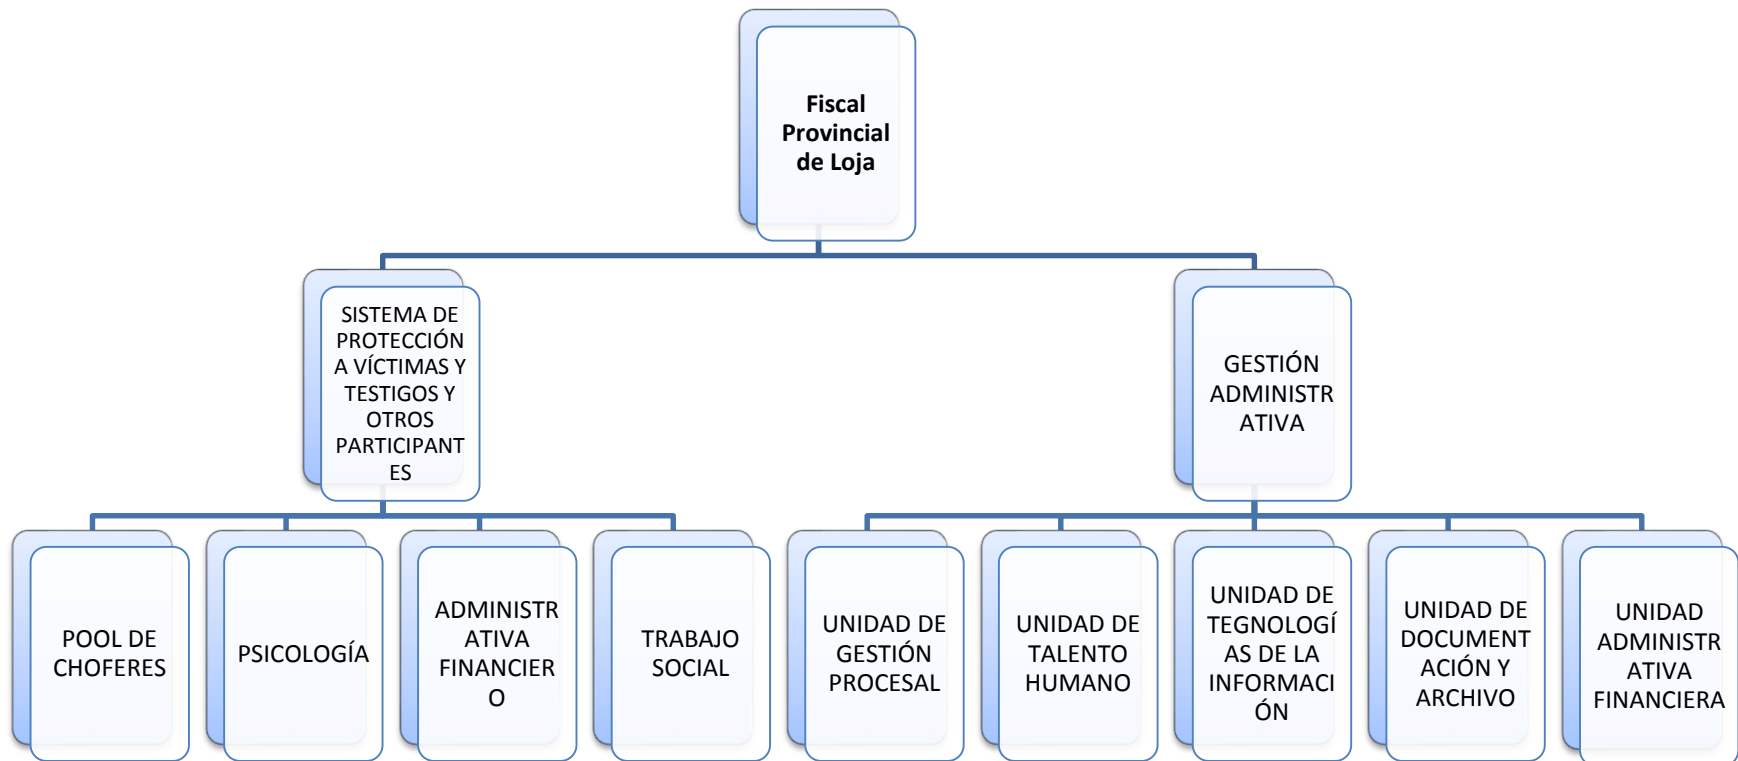 Fiscal
Provincial
de Loja
SISTEMA DE
PROTECCIÓN
A VÍCTIMAS Y
TESTIGOS Y
OTROS
PARTICIPANT
ES
GESTIÓN
ADMINISTR
ATIVA
POOL DE
CHOFERES
PSICOLOGÍA
ADMINISTR
ATIVA
FINANCIER
O
TRABAJO
SOCIAL
UNIDAD DE
GESTIÓN
PROCESAL
UNIDAD DE
TALENTO
HUMANO
UNIDAD DE
TEGNOLOGÍ
AS DE LA
INFORMACI
ÓN
UNIDAD DE
DOCUMENT
ACIÓN Y
ARCHIVO
UNIDAD
ADMINISTR
ATIVA
FINANCIERA